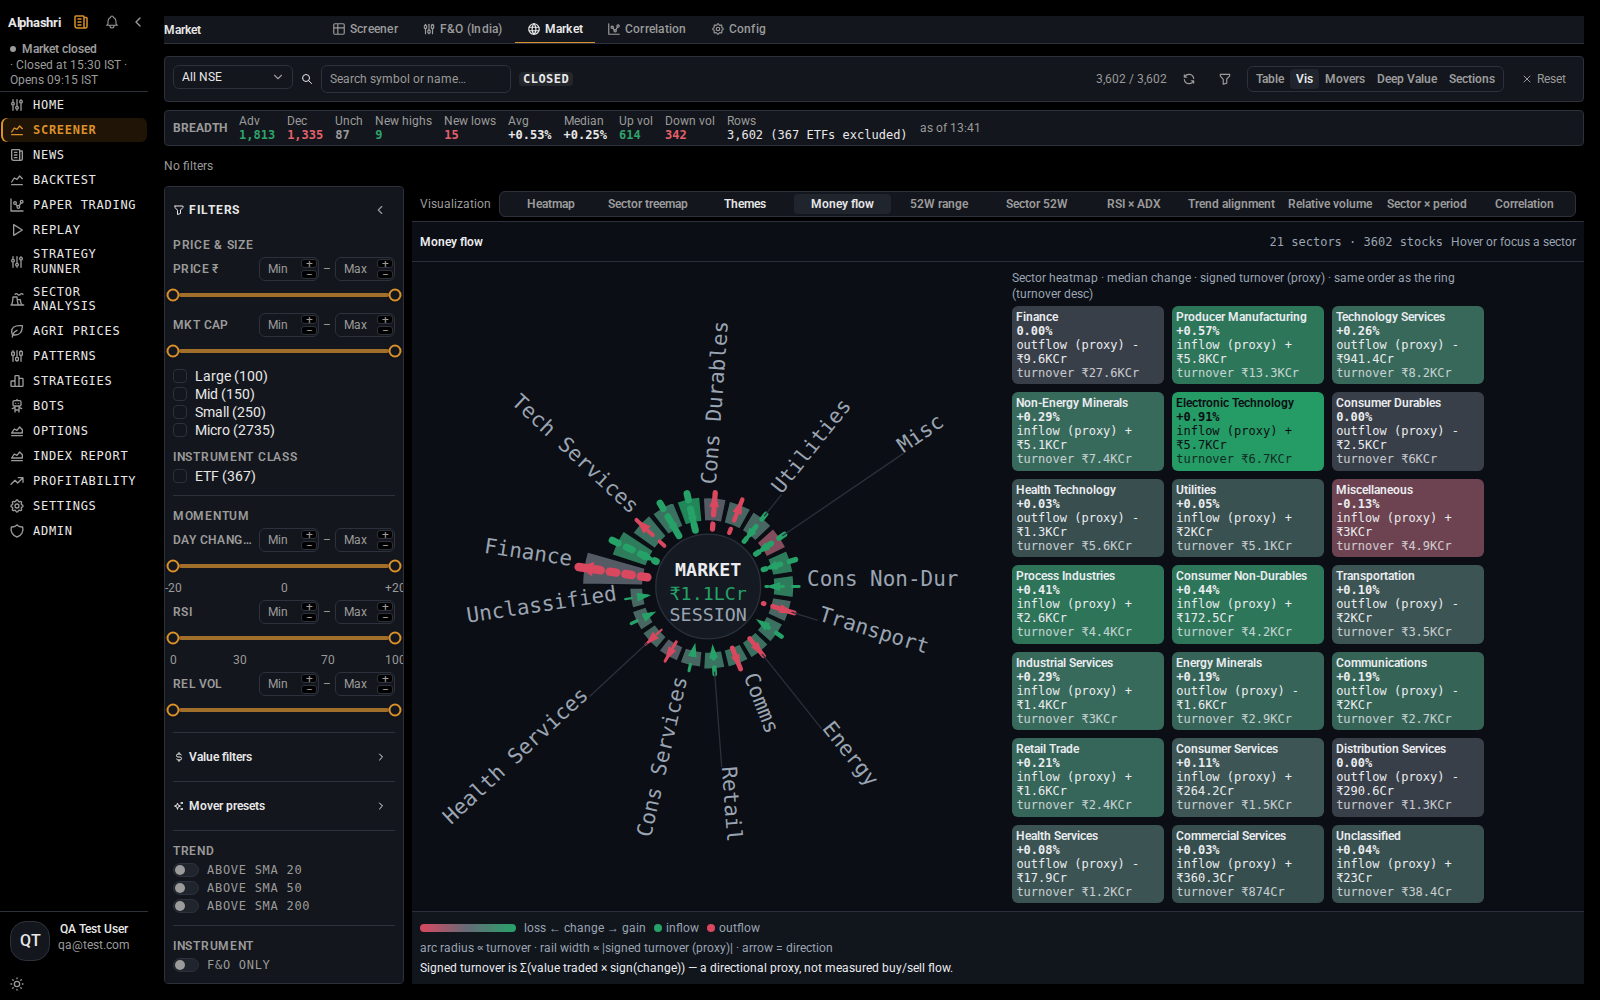 Alphashri
Market closed
· Closed at 15:30 IST ·
Opens 09:15 IST
HOME
SCREENER
NEWS
BACKTEST
PAPER TRADING
REPLAY
STRATEGY
RUNNER
SECTOR
ANALYSIS
AGRI PRICES
PATTERNS
STRATEGIES
BOTS
OPTIONS
INDEX REPORT
PROFITABILITY
SETTINGS
ADMIN
QT
QA Test User
qa@test.com
Market
Screener
F&O (India)
Market
Correlation
Config
All NSE
Search symbol or name...
CLOSED
3,602 / 3,602
Table
Vis
Movers
Deep Value
Sections
Reset
BREADTH
Adv
1,813
Dec
1,335
Unch
87
New highs
9
New lows
15
Avg
+0.53%
Median
+0.25%
Up vol
614
Down vol
342
Rows
3,602 (367 ETFs excluded)
as of 13:41
No filters
FILTERS
PRICE & SIZE
PRICE ₹ Min – Max
MKT CAP Min – Max
Large (100)
Mid (150)
Small (250)
Micro (2735)
INSTRUMENT CLASS
ETF (367)
MOMENTUM
DAY CHANG... Min – Max
-20 0 +20
RSI Min – Max
0 30 70 100
REL VOL Min – Max
Value filters
Mover presets
TREND
ABOVE SMA 20
ABOVE SMA 50
ABOVE SMA 200
INSTRUMENT
F&O ONLY
Visualization
Heatmap
Sector treemap
Themes
Money flow
52W range
Sector 52W
RSI × ADX
Trend alignment
Relative volume
Sector × period
Correlation
Money flow
21 sectors · 3602 stocks Hover or focus a sector
Cons Durables
Utilities
Misc
Tech Services
Finance
Unclassified
Cons Non-Dur
Transport
Health Services
Cons Services
Retail
Comms
Energy
MARKET
₹1.1LCr
SESSION
Sector heatmap · median change · signed turnover (proxy) · same order as the ring
(turnover desc)
Finance
0.00%
outflow (proxy) -
₹9.6KCr
turnover ₹27.6KCr
Producer Manufacturing
+0.57%
inflow (proxy) +
₹5.8KCr
turnover ₹13.3KCr
Technology Services
+0.26%
outflow (proxy) -
₹941.4Cr
turnover ₹8.2KCr
Non-Energy Minerals
+0.29%
inflow (proxy) +
₹5.1KCr
turnover ₹7.4KCr
Electronic Technology
+0.91%
inflow (proxy) +
₹5.7KCr
turnover ₹6.7KCr
Consumer Durables
0.00%
outflow (proxy) -
₹2.5KCr
turnover ₹6KCr
Health Technology
+0.03%
outflow (proxy) -
₹1.3KCr
turnover ₹5.6KCr
Utilities
+0.05%
inflow (proxy) +
₹2KCr
turnover ₹5.1KCr
Miscellaneous
-0.13%
inflow (proxy) +
₹3KCr
turnover ₹4.9KCr
Process Industries
+0.41%
inflow (proxy) +
₹2.6KCr
turnover ₹4.4KCr
Consumer Non-Durables
+0.44%
inflow (proxy) +
₹172.5Cr
turnover ₹4.2KCr
Transportation
+0.10%
outflow (proxy) -
₹2KCr
turnover ₹3.5KCr
Industrial Services
+0.29%
inflow (proxy) +
₹1.4KCr
turnover ₹3KCr
Energy Minerals
+0.19%
outflow (proxy) -
₹1.6KCr
turnover ₹2.9KCr
Communications
+0.19%
outflow (proxy) -
₹2KCr
turnover ₹2.7KCr
Retail Trade
+0.21%
inflow (proxy) +
₹1.6KCr
turnover ₹2.4KCr
Consumer Services
+0.11%
inflow (proxy) +
₹264.2Cr
turnover ₹1.5KCr
Distribution Services
0.00%
outflow (proxy) -
₹290.6Cr
turnover ₹1.3KCr
Health Services
+0.08%
outflow (proxy) -
₹17.9Cr
turnover ₹1.2KCr
Commercial Services
+0.03%
inflow (proxy) +
₹360.3Cr
turnover ₹874Cr
Unclassified
+0.04%
inflow (proxy) +
₹23Cr
turnover ₹38.4Cr
loss ← change → gain
inflow
outflow
arc radius ∝ turnover · rail width ∝ |signed turnover (proxy)| · arrow = direction
Signed turnover is Σ(value traded × sign(change)) — a directional proxy, not measured buy/sell flow.